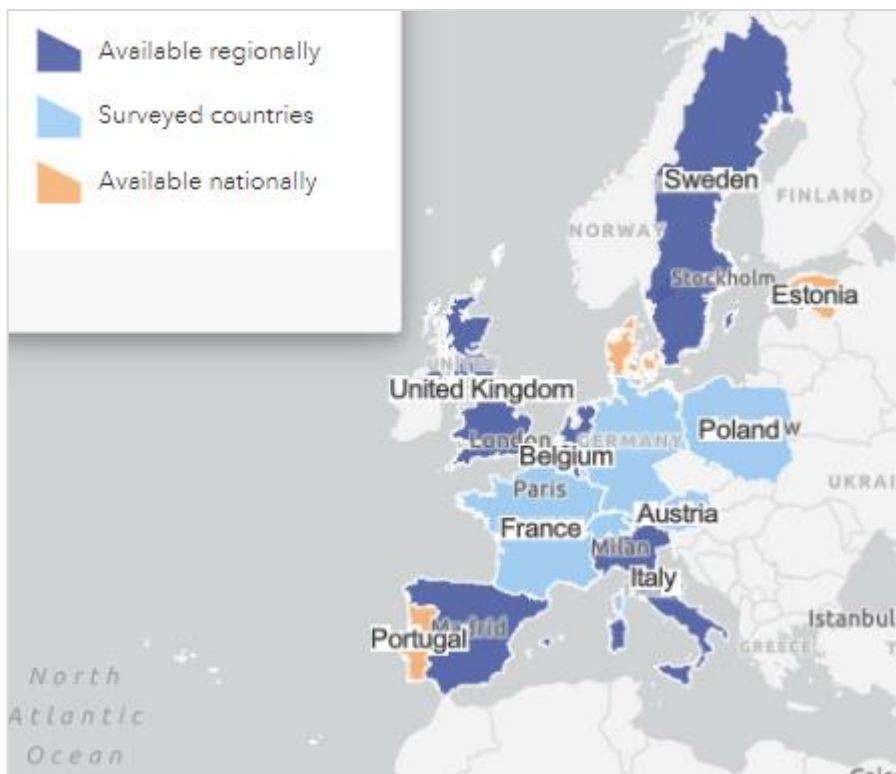 Available regionally
Surveyed countries
Available nationally
Sweden
FINLAND
NORWAY
Stockholm
Estonia
United Kingdom
London
GERMANY
Poland
W
Belgium
Paris
UKRAI
France
Austria
Milan
Italy
Madrid
Portugal
Istanbul
GREECE
T
North
Atlantic
Ocean